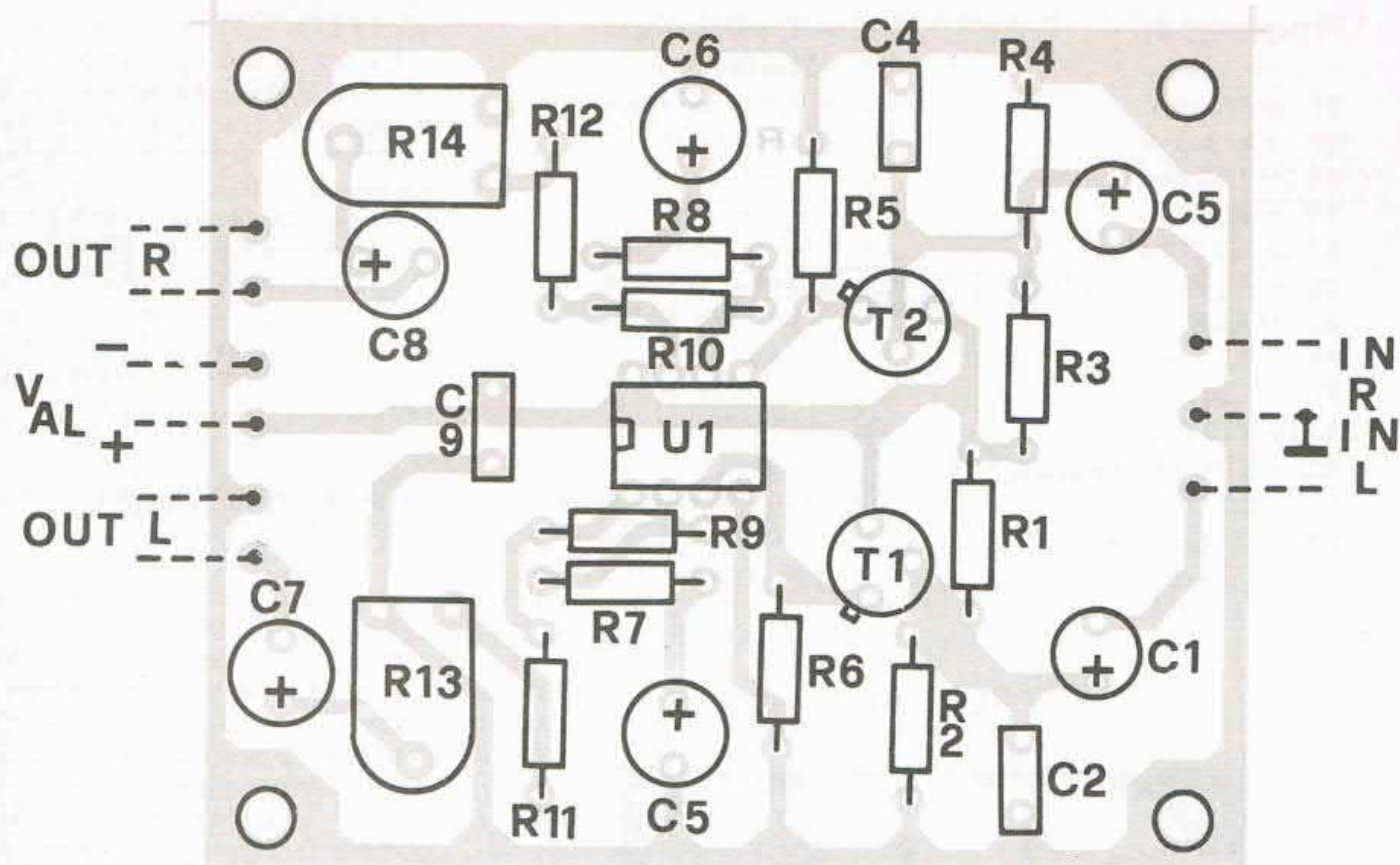 C6
C4
R4
R14
R12
+
+
C5
R8
R5
OUT R
+
T2
C8
R10
R3
IN
R
−
V AL
+
C
9
U1
IN
L
R9
R1
OUT L
T1
C7
R7
R13
R6
C1
+
+
+
R
2
C2
R11
C5